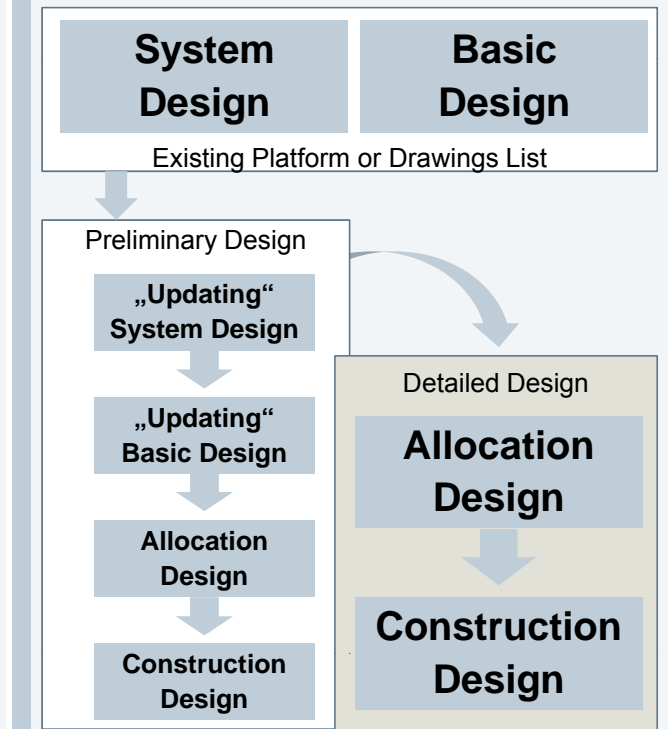 System
Design
Basic
Design
Existing Platform or Drawings List
Preliminary Design
„Updating“
System Design
„Updating“
Basic Design
Allocation
Design
Construction
Design
Detailed Design
Allocation
Design
Construction
Design